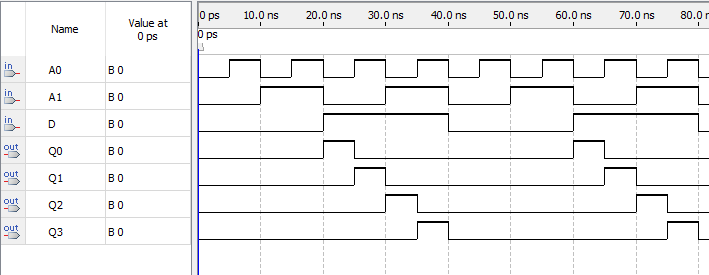 Name Value at 0 ps 0 ps 10.0 ns 20.0 ns 30.0 ns 40.0 ns 50.0 ns 60.0 ns 70.0 ns 80.0
0 ps
in A0 B 0
in A1 B 0
in D B 0
out Q0 B 0
out Q1 B 0
out Q2 B 0
out Q3 B 0